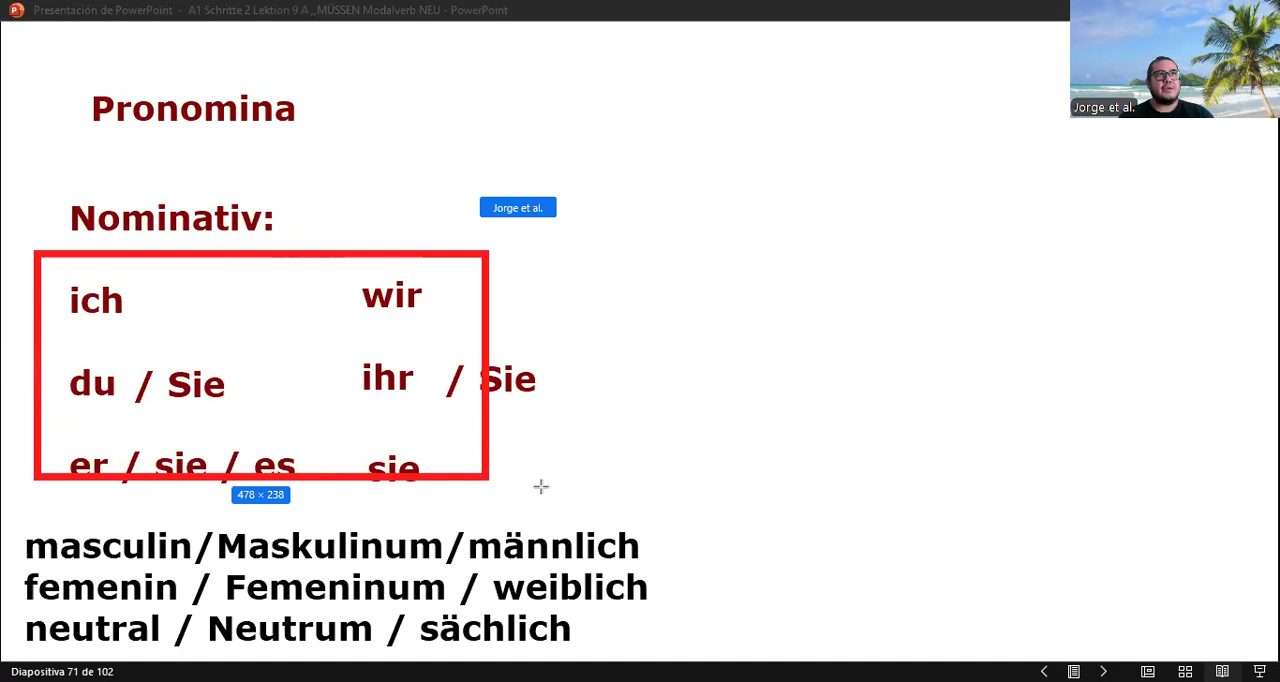 Presentación de PowerPoint - A1 Schritte 2 Lektion 9 A ,,MÜSSEN Modalverb NEU - PowerPoint
Jorge et al.
Pronomina
Nominativ:
Jorge et al.
ich wir
du / Sie ihr / Sie
er / sie / es sie
478 × 238
masculin/Maskulinum/männlich
femenin / Femeninum / weiblich
neutral / Neutrum / sächlich
Diapositiva 71 de 102